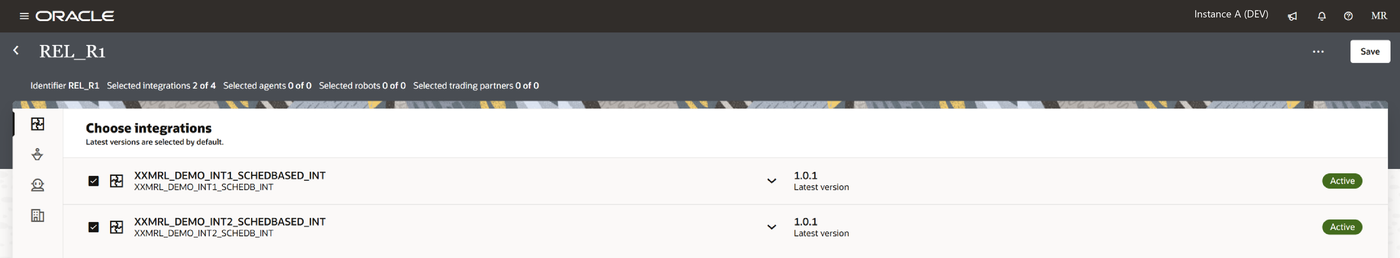 ORACLE
Instance A (DEV)
MR
REL_R1
Save
Identifier REL_R1 Selected integrations 2 of 4 Selected agents 0 of 0 Selected robots 0 of 0 Selected trading partners 0 of 0
Choose integrations
Latest versions are selected by default.
XXMRL_DEMO_INT1_SCHEDBASED_INT
XXMRL_DEMO_INT1_SCHEDB_INT
1.0.1
Latest version
Active
XXMRL_DEMO_INT2_SCHEDBASED_INT
XXMRL_DEMO_INT2_SCHEDB_INT
1.0.1
Latest version
Active